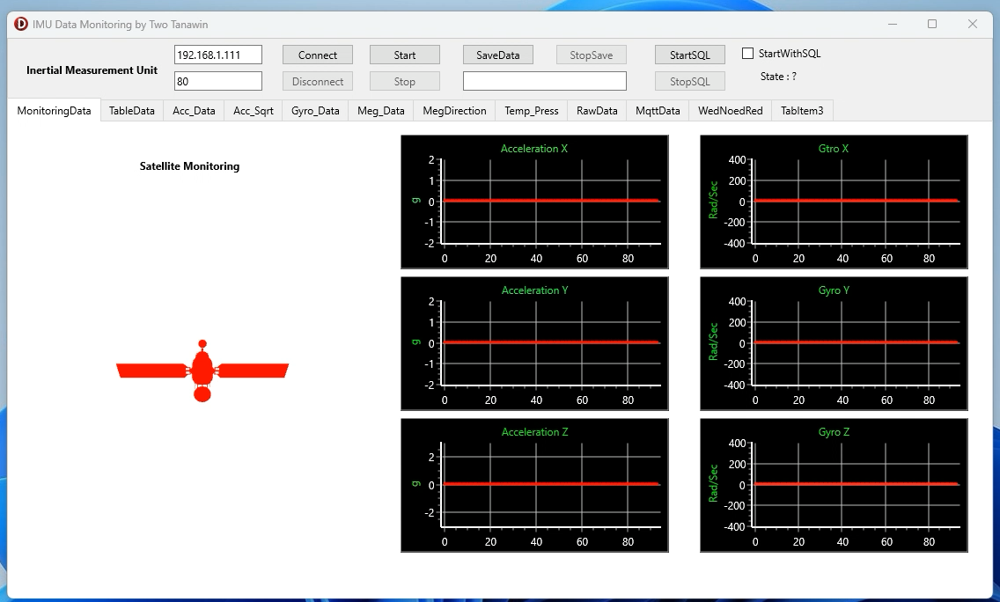 IMU Data Monitoring by Two Tanawin
Inertial Measurement Unit
192.168.1.111
Connect Start SaveData StopSave StartSQL StartWithSQL
80
Disconnect Stop StopSQL State : ?
MonitoringData TableData Acc_Data Acc_Sqrt Gyro_Data Meg_Data MegDirection Temp_Press RawData MqttData WedNoedRed TabItem3
Satellite Monitoring
Acceleration X
g
2
1
0
-1
-2
0 20 40 60 80
Gtro X
Rad/Sec
400
200
0
-200
-400
0 20 40 60 80
Acceleration Y
g
2
1
0
-1
-2
0 20 40 60 80
Gyro Y
Rad/Sec
400
200
0
-200
-400
0 20 40 60 80
Acceleration Z
g
2
0
-2
0 20 40 60 80
Gyro Z
Rad/Sec
400
200
0
-200
-400
0 20 40 60 80